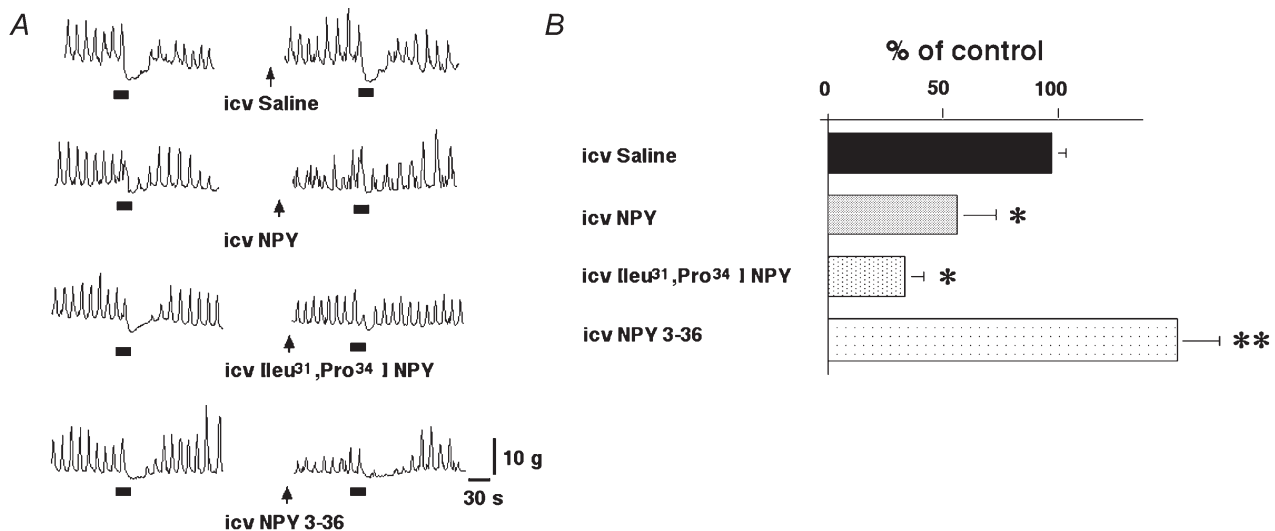 A
icv Saline
icv NPY
icv [leu31,Pro34 ] NPY
10 g
30 s
icv NPY 3-36
B
% of control
0 50 100
icv Saline
icv NPY
*
icv [leu31,Pro34 ] NPY
*
icv NPY 3-36
**